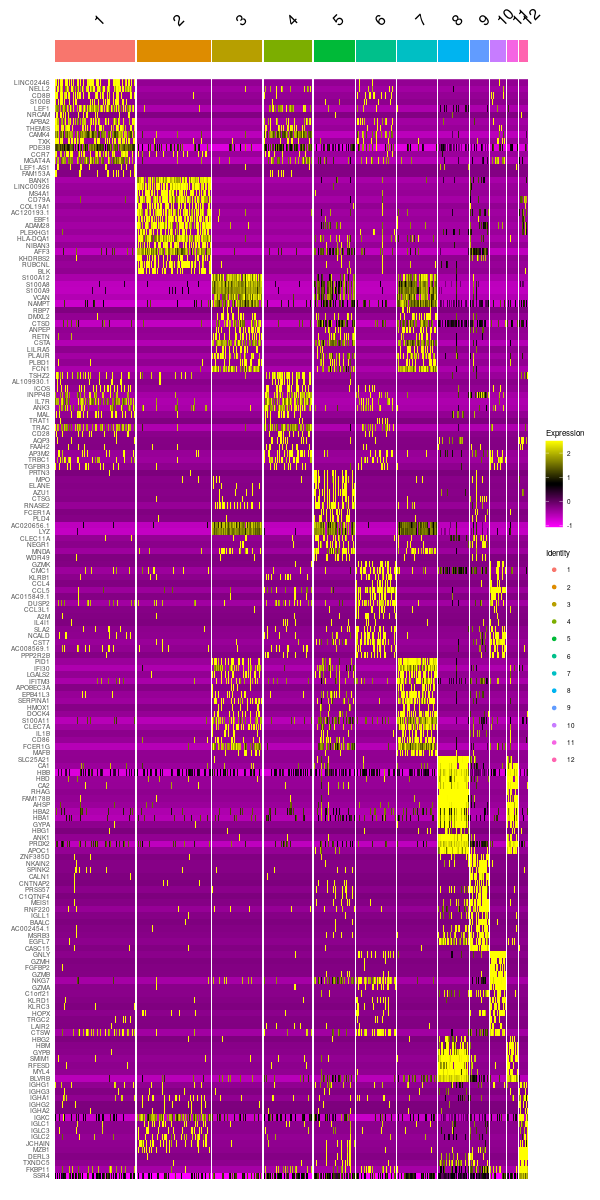 1 2 3 4 5 6 7 8 9 10 11 12
LINC02446
NELL2
CD8B
S100B
LEF1
NRCAM
APBA2
THEMIS
CAMK4
TXK
PDE3B
CCR7
MGAT4A
LEF1-AS1
FAM153A
BANK1
LINC00926
MS4A1
CD79A
COL19A1
AC120193.1
EBF1
ADAM28
PLEKHG1
HLA-DQA1
NIBAN3
AFF3
KHDRBS2
RUBCNL
BLK
S100A12
S100A8
S100A9
VCAN
NAMPT
RBP7
DMXL2
CTSD
ANPEP
RETN
CSTA
LILRA5
PLAUR
PLBD1
FCN1
TSHZ2
AL109930.1
ICOS
INPP4B
IL7R
ANK3
MAL
TRAT1
TRAC
CD28
AQP3
FAAH2
AP3M2
TRBC1
TGFBR3
PRTN3
MPO
ELANE
AZU1
CTSG
RNASE2
FCER1A
PLD4
AC020656.1
LYZ
CLEC11A
NEGR1
MNDA
WDR49
GZMK
CMC1
KLRB1
CCL4
CCL5
AC015849.1
DUSP2
CCL3L1
A2M
IL4I1
SLA2
NCALD
CST7
AC008569.1
PPP2R2B
PID1
IFI30
LGALS2
IFITM3
APOBEC3A
EPB41L3
SERPINA1
HMOX1
DOCK4
S100A11
CLEC7A
IL1B
CD86
FCER1G
MAFB
SLC25A21
CA1
HBB
HBD
CA2
RHAG
FAM178B
AHSP
HBA2
HBA1
GYPA
HBG1
ANK1
PRDX2
APOC1
ZNF385D
NKAIN2
SPINK2
CALN1
CNTNAP2
PRSS57
C1QTNF4
MEIS1
RNF220
IGLL1
BAALC
AC002454.1
MSRB3
EGFL7
CASC15
GNLY
GZMH
FGFBP2
GZMB
NKG7
GZMA
C1orf21
KLRD1
KLRC3
HOPX
TRGC2
LAIR2
CTSW
HBG2
HBM
GYPB
SMIM1
RFESD
MYL4
BLVRB
IGHG1
IGHG3
IGHA1
IGHG2
IGHA2
IGKC
IGLC1
IGLC3
IGLC2
JCHAIN
MZB1
DERL3
TXNDC5
FKBP11
SSR4
Expression
2
1
0
-1
Identity
1
2
3
4
5
6
7
8
9
10
11
12